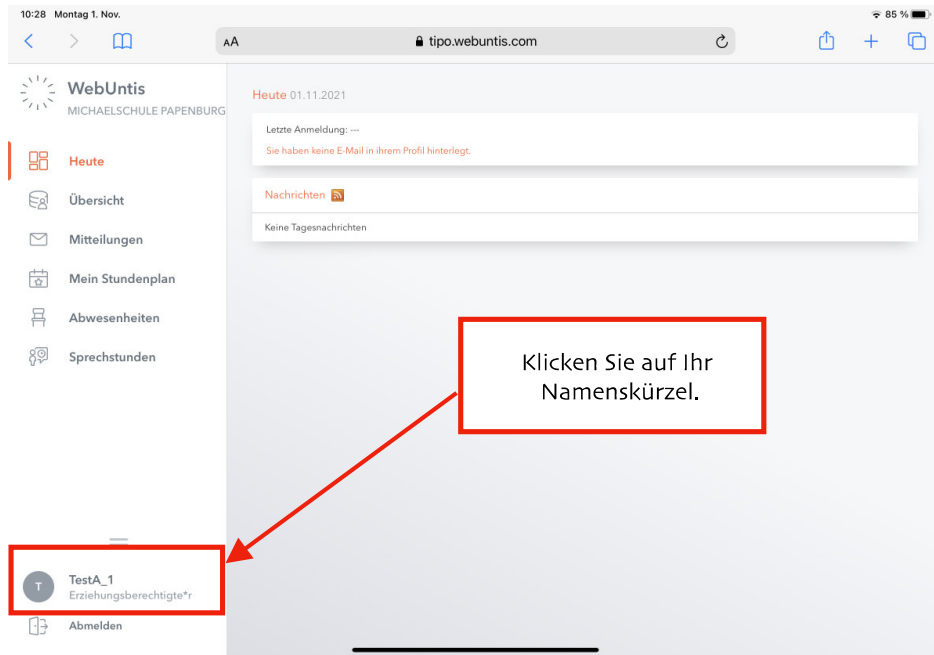 10:28 Montag 1. Nov.
85 %
AA
tipo.webuntis.com
WebUntis
MICHAELSCHULE PAPENBURG
Heute
Übersicht
Mitteilungen
Mein Stundenplan
Abwesenheiten
Sprechstunden
Heute 01.11.2021
Letzte Anmeldung: ---
Sie haben keine E-Mail in ihrem Profil hinterlegt.
Nachrichten
Keine Tagesnachrichten
Klicken Sie auf Ihr
Namenskürzel.
T
TestA_1
Erziehungsberechtigte*r
Abmelden